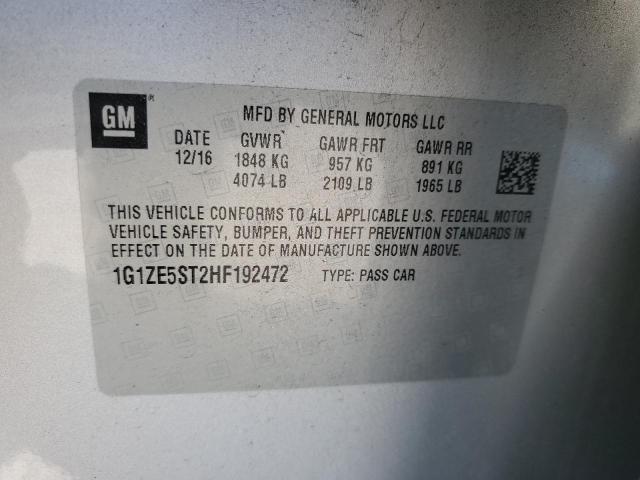 GM
MFD BY GENERAL MOTORS LLC
DATE GVWR GAWR FRT GAWR RR
12/16 1848 KG 957 KG 891 KG
4074 LB 2109 LB 1965 LB
THIS VEHICLE CONFORMS TO ALL APPLICABLE U.S. FEDERAL MOTOR
VEHICLE SAFETY, BUMPER, AND THEFT PREVENTION STANDARDS IN
EFFECT ON THE DATE OF MANUFACTURE SHOWN ABOVE.
1G1ZE5ST2HF192472 TYPE: PASS CAR